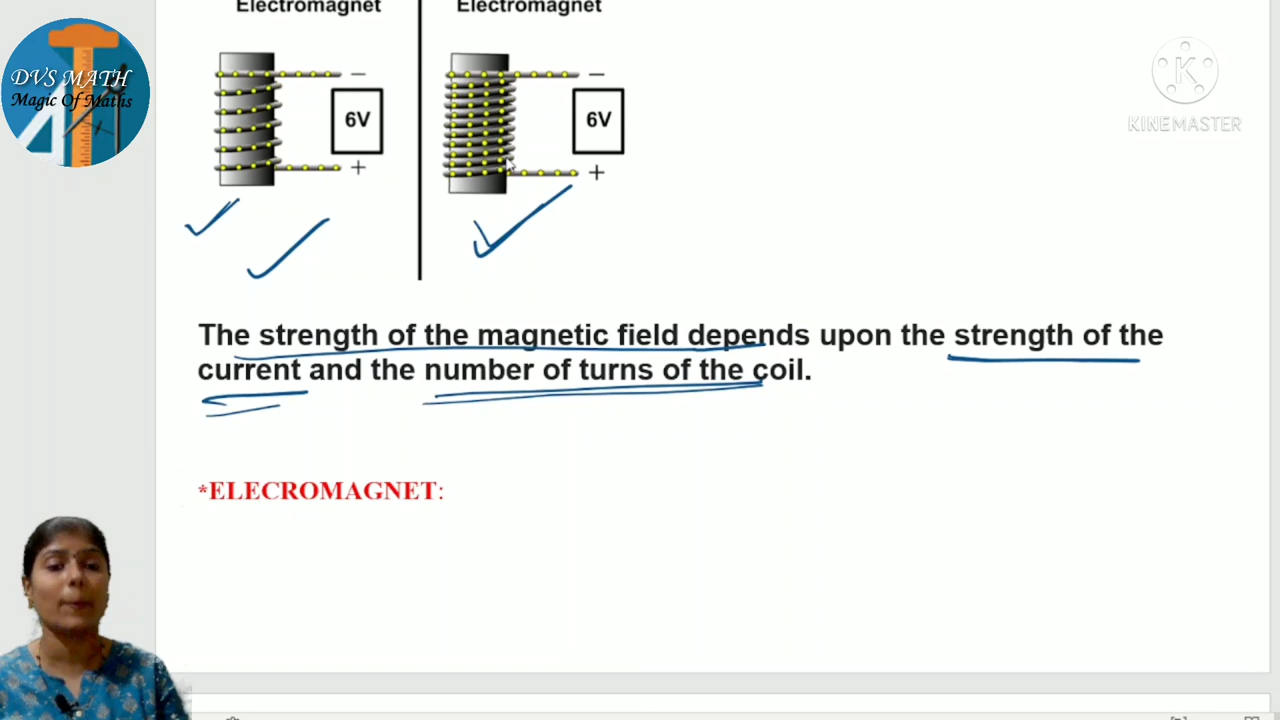 Electromagnet
Electromagnet
DVS MATH
Magic Of Maths
6V
6V
− 
+
−
+
K
KINEMASTER
The strength of the magnetic field depends upon the strength of the
current and the number of turns of the coil.
*ELECROMAGNET: